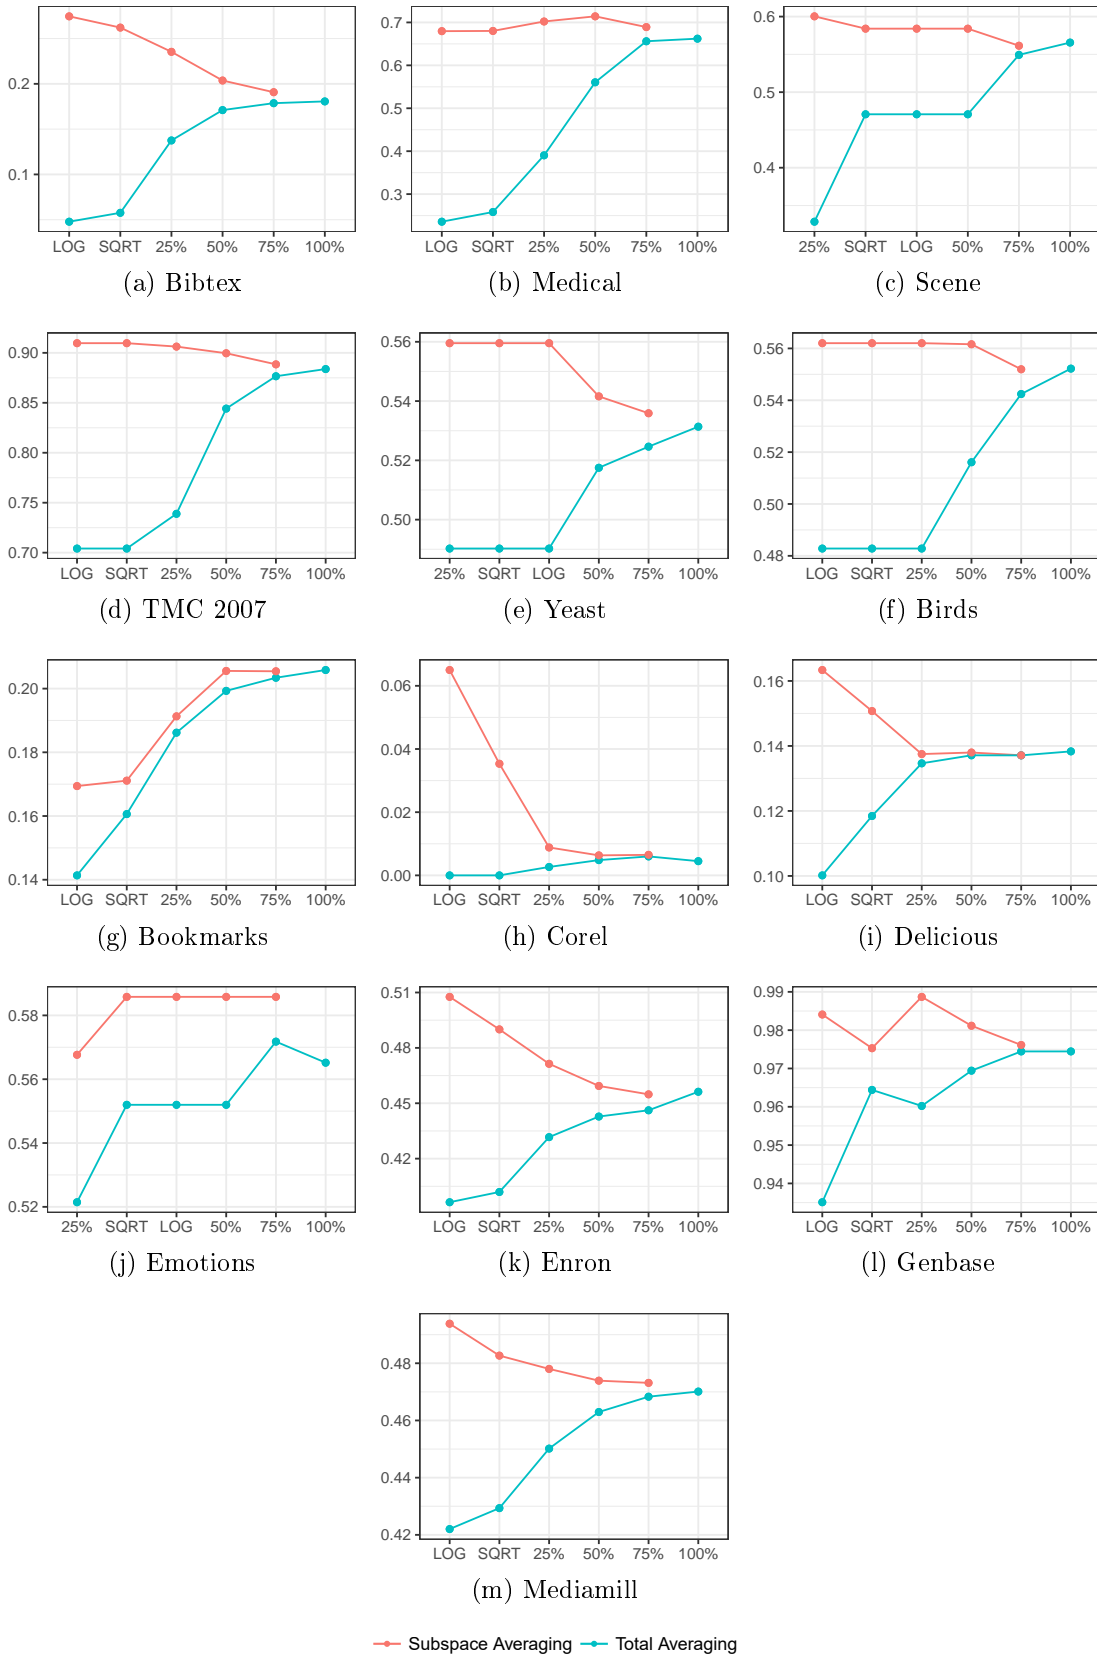 0.2
0.1
LOG SQRT 25% 50% 75% 100%
(a) Bibtex
0.7
0.6
0.5
0.4
0.3
LOG SQRT 25% 50% 75% 100%
(b) Medical
0.6
0.5
0.4
25% SQRT LOG 50% 75% 100%
(c) Scene
0.90
0.85
0.80
0.75
0.70
LOG SQRT 25% 50% 75% 100%
(d) TMC 2007
0.56
0.54
0.52
0.50
25% SQRT LOG 50% 75% 100%
(e) Yeast
0.56
0.54
0.52
0.50
0.48
LOG SQRT 25% 50% 75% 100%
(f) Birds
0.20
0.18
0.16
0.14
LOG SQRT 25% 50% 75% 100%
(g) Bookmarks
0.06
0.04
0.02
0.00
LOG SQRT 25% 50% 75% 100%
(h) Corel
0.16
0.14
0.12
0.10
LOG SQRT 25% 50% 75% 100%
(i) Delicious
0.58
0.56
0.54
0.52
25% SQRT LOG 50% 75% 100%
(j) Emotions
0.51
0.48
0.45
0.42
LOG SQRT 25% 50% 75% 100%
(k) Enron
0.99
0.98
0.97
0.96
0.95
0.94
LOG SQRT 25% 50% 75% 100%
(l) Genbase
0.48
0.46
0.44
0.42
LOG SQRT 25% 50% 75% 100%
(m) Mediamill
Subspace Averaging Total Averaging